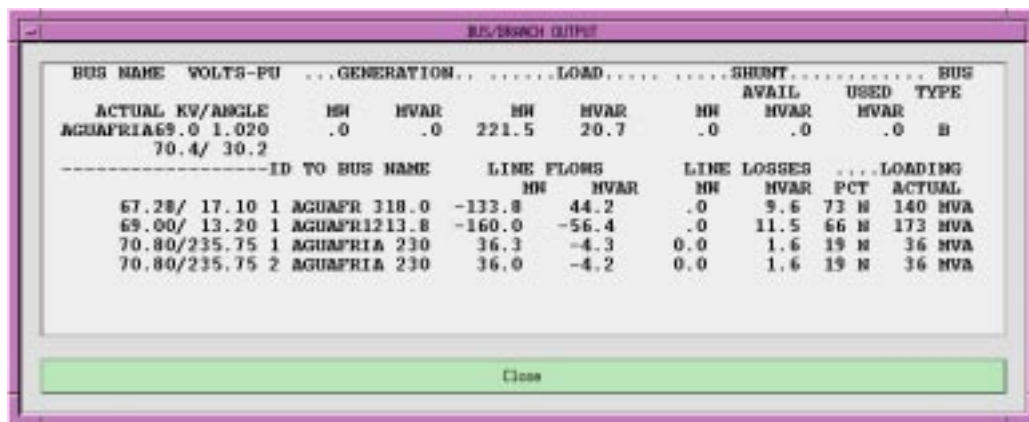 BUS/BRANCH OUTPUT
BUS NAME VOLTS-PU ...GENERATION.. ......LOAD..... .....SHUNT............ BUS
AVAIL USED TYPE
ACTUAL KV/ANGLE MW MVAR MW MVAR MW MVAR MVAR
AGUAFRIA69.0 1.020 .0 .0 221.5 20.7 .0 .0 .0 B
70.4/ 30.2
------------------ID TO BUS NAME LINE FLOWS LINE LOSSES ....LOADING
MW MVAR MW MVAR PCT ACTUAL
67.28/ 17.10 1 AGUAFR 318.0 -133.8 44.2 .0 9.6 73 N 140 MVA
69.00/ 13.20 1 AGUAFR1213.8 -160.0 -56.4 .0 11.5 66 N 173 MVA
70.80/235.75 1 AGUAFRIA 230 36.3 -4.3 0.0 1.6 19 N 36 MVA
70.80/235.75 2 AGUAFRIA 230 36.0 -4.2 0.0 1.6 19 N 36 MVA
Close